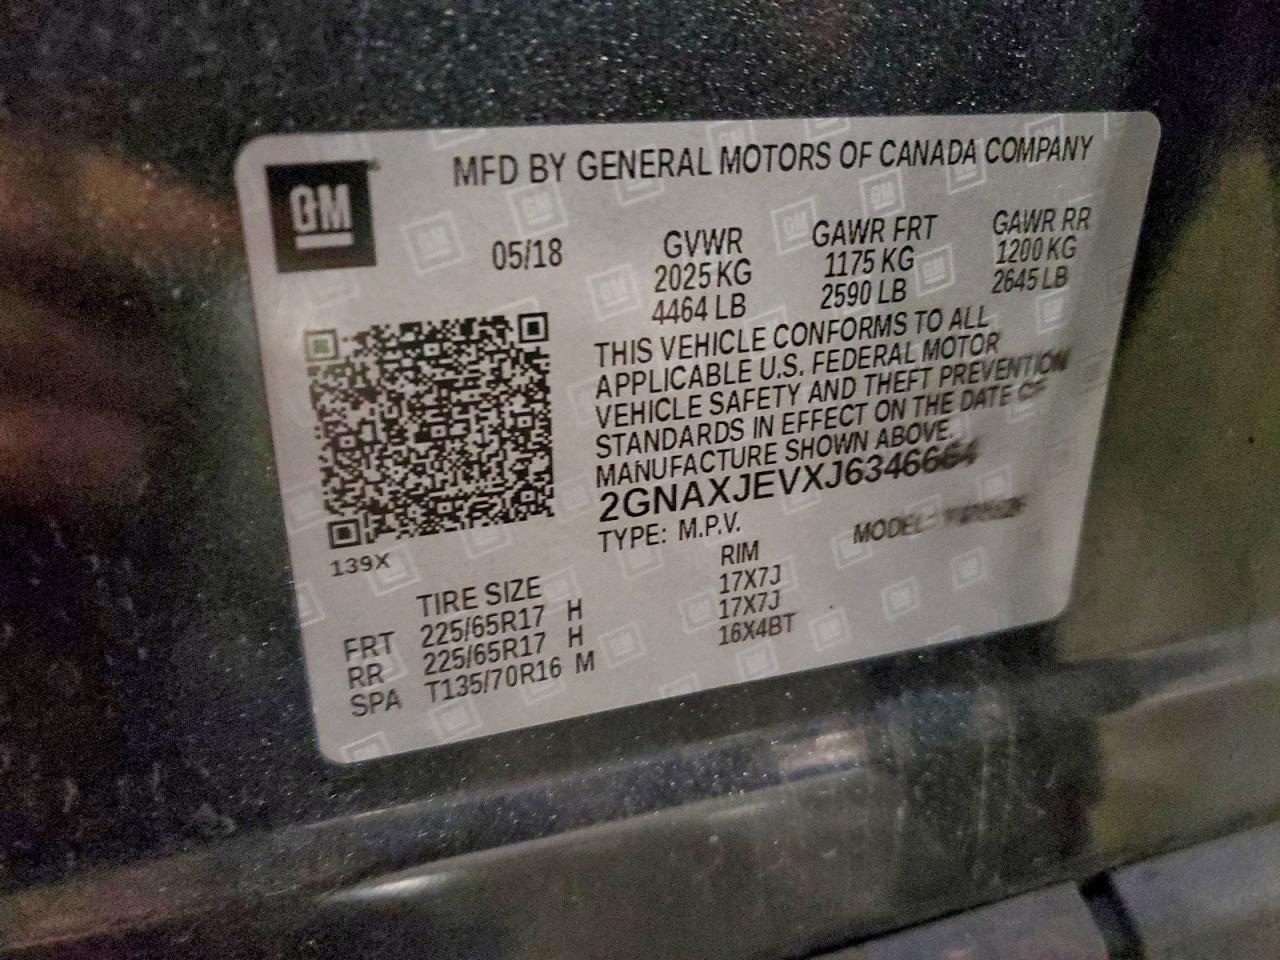 GM
MFD BY GENERAL MOTORS OF CANADA COMPANY
05/18
GVWR GAWR FRT GAWR RR
2025 KG 1175 KG 1200 KG
4464 LB 2590 LB 2645 LB
THIS VEHICLE CONFORMS TO ALL
APPLICABLE U.S. FEDERAL MOTOR
VEHICLE SAFETY AND THEFT PREVENTION
STANDARDS IN EFFECT ON THE DATE OF
MANUFACTURE SHOWN ABOVE.
2GNAXJEVXJ6346664
TYPE: M.P.V. MODEL:
139X
TIRE SIZE RIM
FRT 225/65R17 H 17X7J
RR 225/65R17 H 17X7J
SPA T135/70R16 M 16X4BT